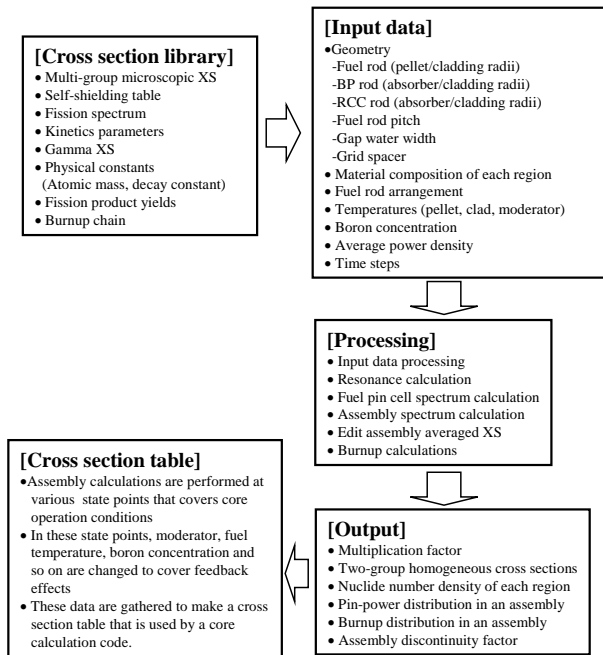 [Cross section library]
• Multi-group microscopic XS
• Self-shielding table
• Fission spectrum
• Kinetics parameters
• Gamma XS
• Physical constants
(Atomic mass, decay constant)
• Fission product yields
• Burnup chain
[Input data]
•Geometry
-Fuel rod (pellet/cladding radii)
-BP rod (absorber/cladding radii)
-RCC rod (absorber/cladding radii)
-Fuel rod pitch
-Gap water width
-Grid spacer
• Material composition of each region
• Fuel rod arrangement
• Temperatures (pellet, clad, moderator)
• Boron concentration
• Average power density
• Time steps
[Processing]
• Input data processing
• Resonance calculation
• Fuel pin cell spectrum calculation
• Assembly spectrum calculation
• Edit assembly averaged XS
• Burnup calculations
[Output]
• Multiplication factor
• Two-group homogeneous cross sections
• Nuclide number density of each region
• Pin-power distribution in an assembly
• Burnup distribution in an assembly
• Assembly discontinuity factor
[Cross section table]
•Assembly calculations are performed at
various state points that covers core
operation conditions
• In these state points, moderator, fuel
temperature, boron concentration and
so on are changed to cover feedback
effects
• These data are gathered to make a cross
section table that is used by a core
calculation code.